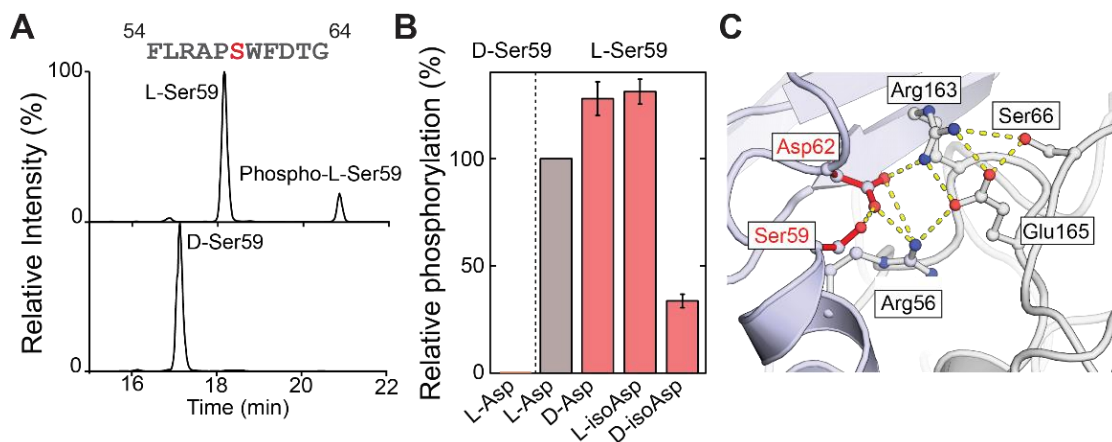 A
54 FLRAPSWFDTG 64
Relative Intensity (%)
100
0
L-Ser59
Phospho-L-Ser59
100
0
D-Ser59
16 18 20 22
Time (min)
B
D-Ser59 L-Ser59
Relative phosphorylation (%)
100
50
0
L-Asp
L-Asp
D-Asp
L-isoAsp
D-isoAsp
C
Arg163
Ser66
Asp62
Ser59
Glu165
Arg56